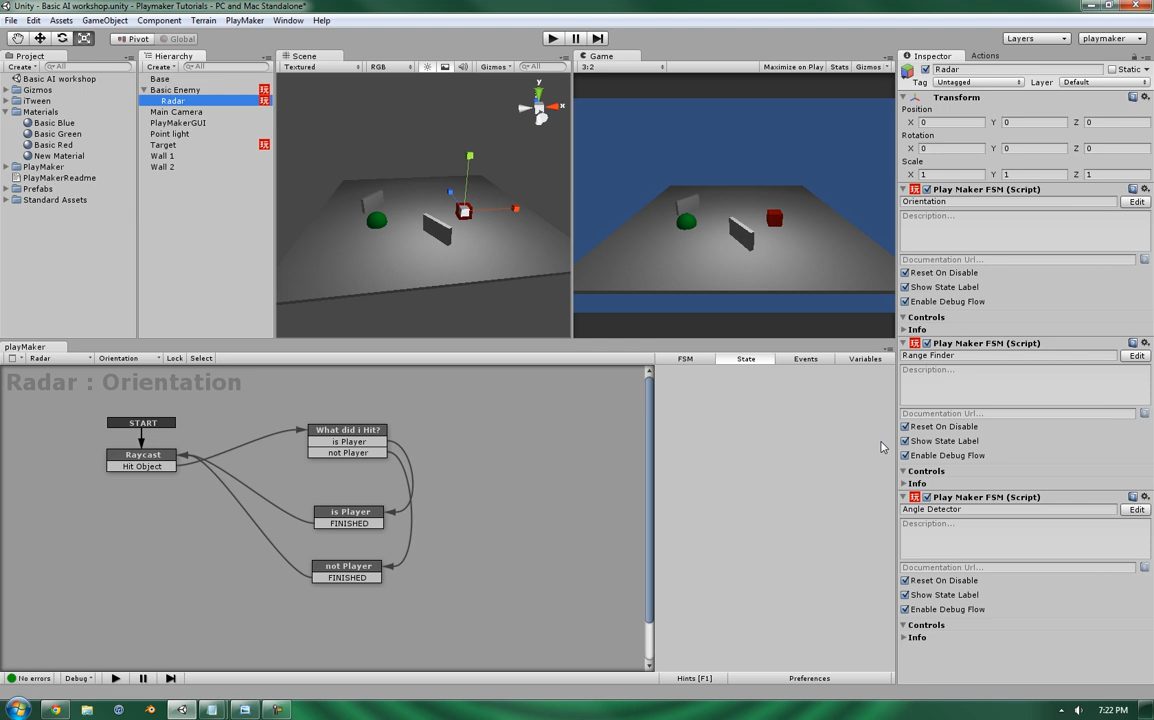 Unity - Basic AI workshop.unity - Playmaker Tutorials - PC and Mac Standalone*
File Edit Assets GameObject Component Terrain PlayMaker Window Help
Pivot Global Layers playmaker
Project Hierarchy Scene Game Inspector Actions
Create All Create All Textured RGB Gizmos All 3:2 Maximize on Play Stats Gizmos
Basic AI workshop
Gizmos
iTween
Materials
Basic Blue
Basic Green
Basic Red
New Material
PlayMaker
PlayMakerReadme
Prefabs
Standard Assets
Base
Basic Enemy 玩
Radar 玩
Main Camera
PlayMakerGUI
Point light
Target 玩
Wall 1
Wall 2
y
x
Radar Static
Tag Untagged Layer Default
Transform
Position
X 0 Y 0 Z 0
Rotation
X 0 Y 0 Z 0
Scale
X 1 Y 1 Z 1
玩 Play Maker FSM (Script)
Orientation Edit
Description...
Documentation Url...
Reset On Disable
Show State Label
Enable Debug Flow
Controls
Info
玩 Play Maker FSM (Script)
Range Finder Edit
Description...
Documentation Url...
Reset On Disable
Show State Label
Enable Debug Flow
Controls
Info
玩 Play Maker FSM (Script)
Angle Detector Edit
Description...
Documentation Url...
Reset On Disable
Show State Label
Enable Debug Flow
Controls
Info
playMaker
Radar Orientation Lock Select FSM State Events Variables
Radar : Orientation
START
Raycast
Hit Object
What did i Hit?
is Player
not Player
is Player
FINISHED
not Player
FINISHED
No errors Debug Hints [F1] Preferences
7:22 PM